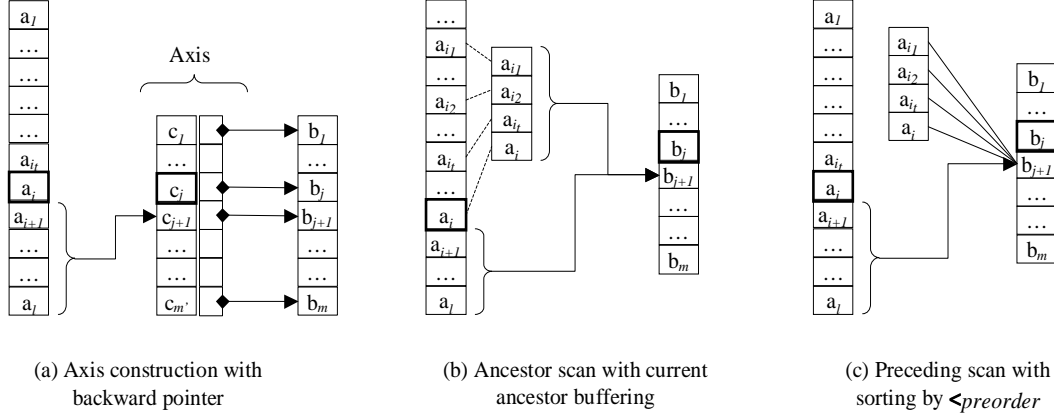 a1
…
…
…
…
ait
ai
ai+1
…
…
al
Axis
c1
…
cj
cj+1
…
…
cm'
b1
…
bj
bj+1
…
…
bm
(a) Axis construction with
backward pointer
…
ai1
…
ai2
…
ait
…
ai
ai+1
…
al
ai1
ai2
ait
ai
b1
…
bj
bj+1
…
…
bm
(b) Ancestor scan with current
ancestor buffering
a1
…
…
…
…
ait
ai
ai+1
…
…
al
ai1
ai2
ait
ai
b1
…
bj
bj+1
…
…
bm
(c) Preceding scan with
sorting by <preorder